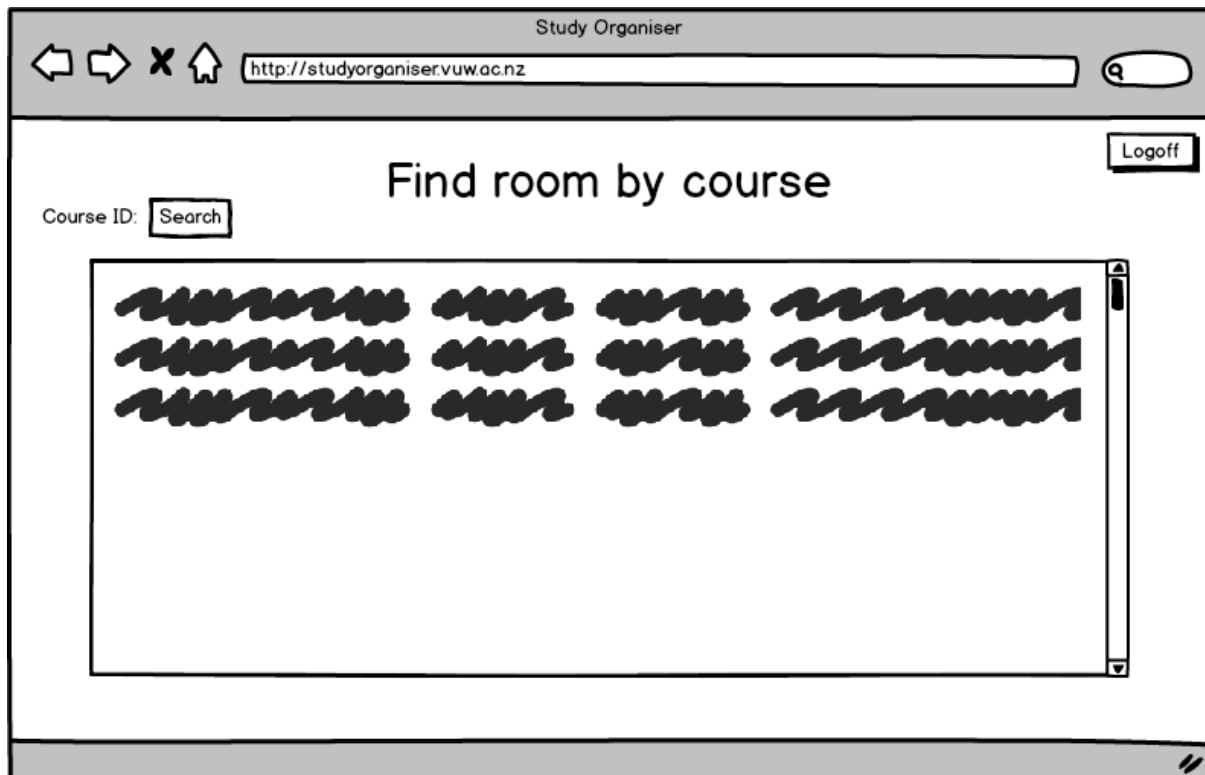 Study Organiser
http://studyorganiser.vuw.ac.nz
Logoff
Find room by course
Course ID: Search